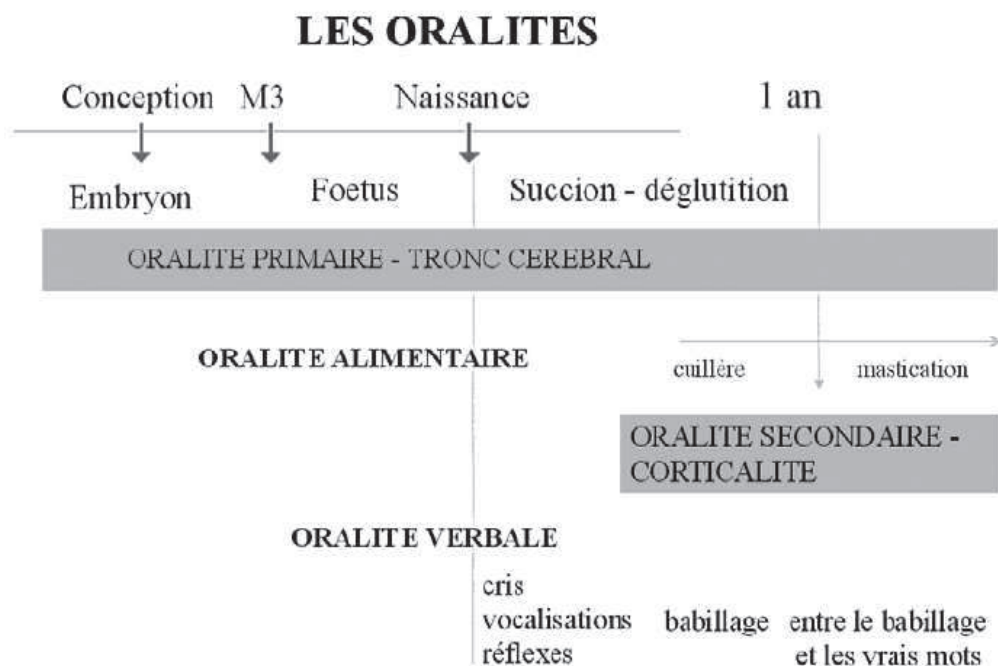 LES ORALITES
Conception M3 Naissance 1 an
Embryon Foetus Succion - déglutition
ORALITE PRIMAIRE - TRONC CEREBRAL
ORALITE ALIMENTAIRE
cuillère mastication
ORALITE SECONDAIRE -
CORTICALITE
ORALITE VERBALE
cris
vocalisations babillage entre le babillage
réflexes et les vrais mots